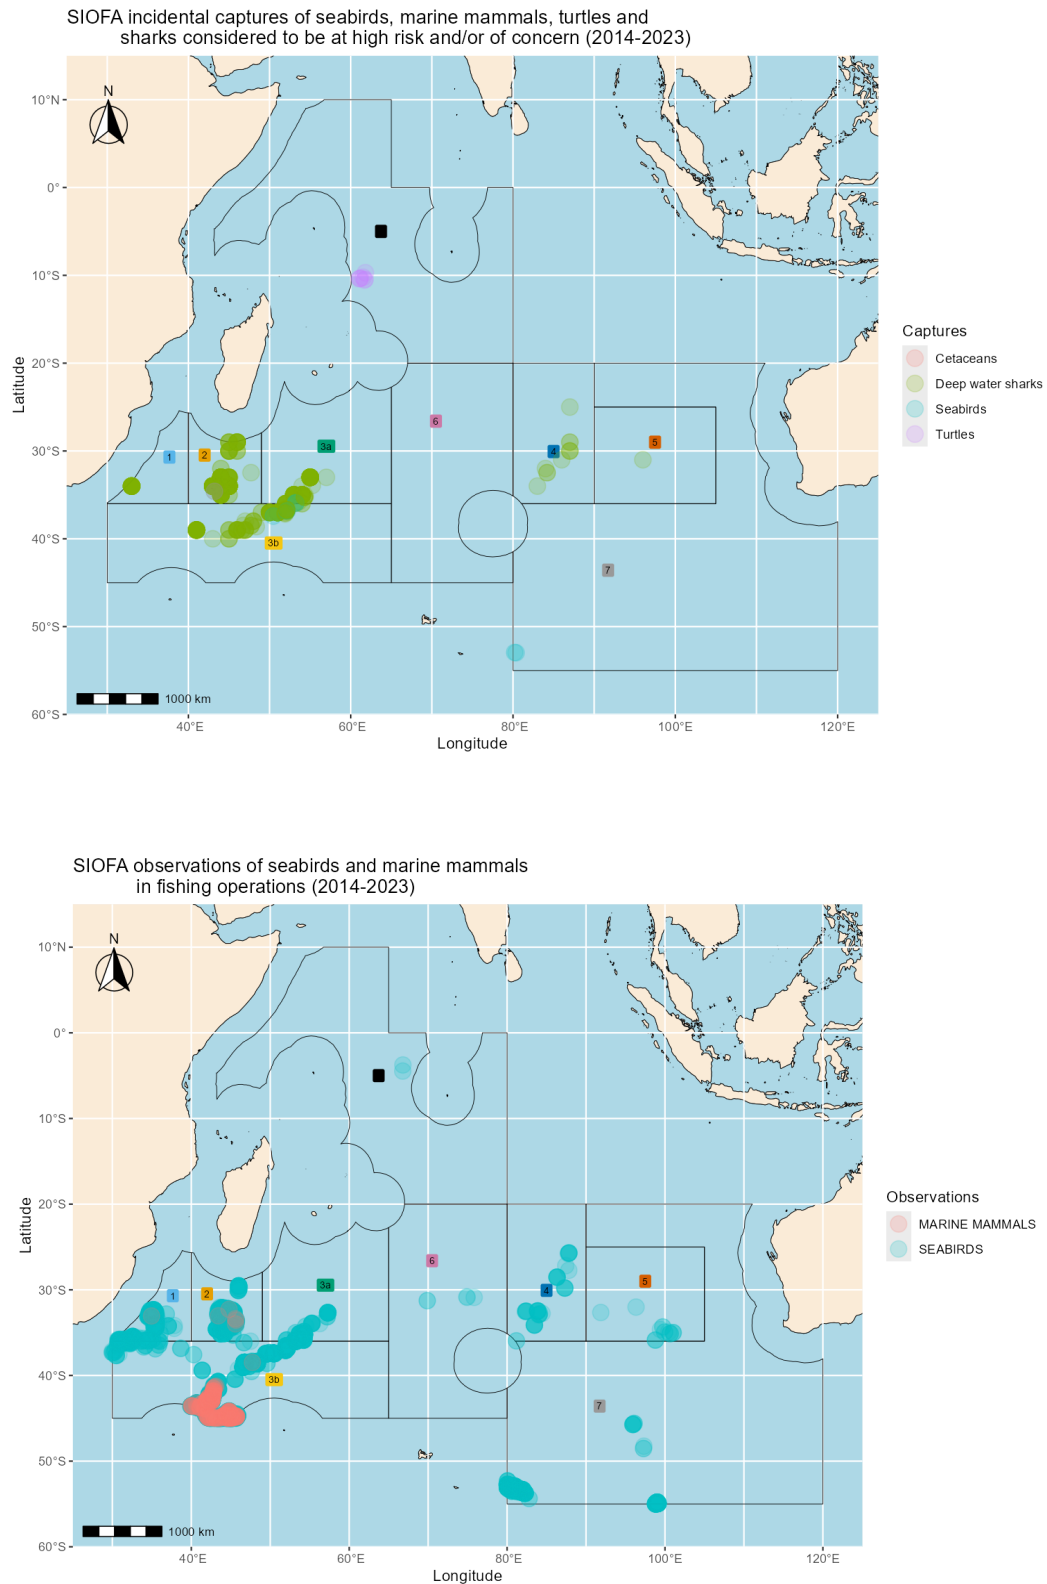 SIOFA incidental captures of seabirds, marine mammals, turtles and
sharks considered to be at high risk and/or of concern (2014-2023)
N
10°N
0°
10°S
20°S
30°S
40°S
50°S
60°S
Latitude
1
2
3a
3b
4
5
6
7
1000 km
40°E
60°E
80°E
100°E
120°E
Longitude
Captures
Cetaceans
Deep water sharks
Seabirds
Turtles
SIOFA observations of seabirds and marine mammals
in fishing operations (2014-2023)
N
10°N
0°
10°S
20°S
30°S
40°S
50°S
60°S
Latitude
1
2
3a
3b
4
5
6
7
1000 km
40°E
60°E
80°E
100°E
120°E
Longitude
Observations
MARINE MAMMALS
SEABIRDS